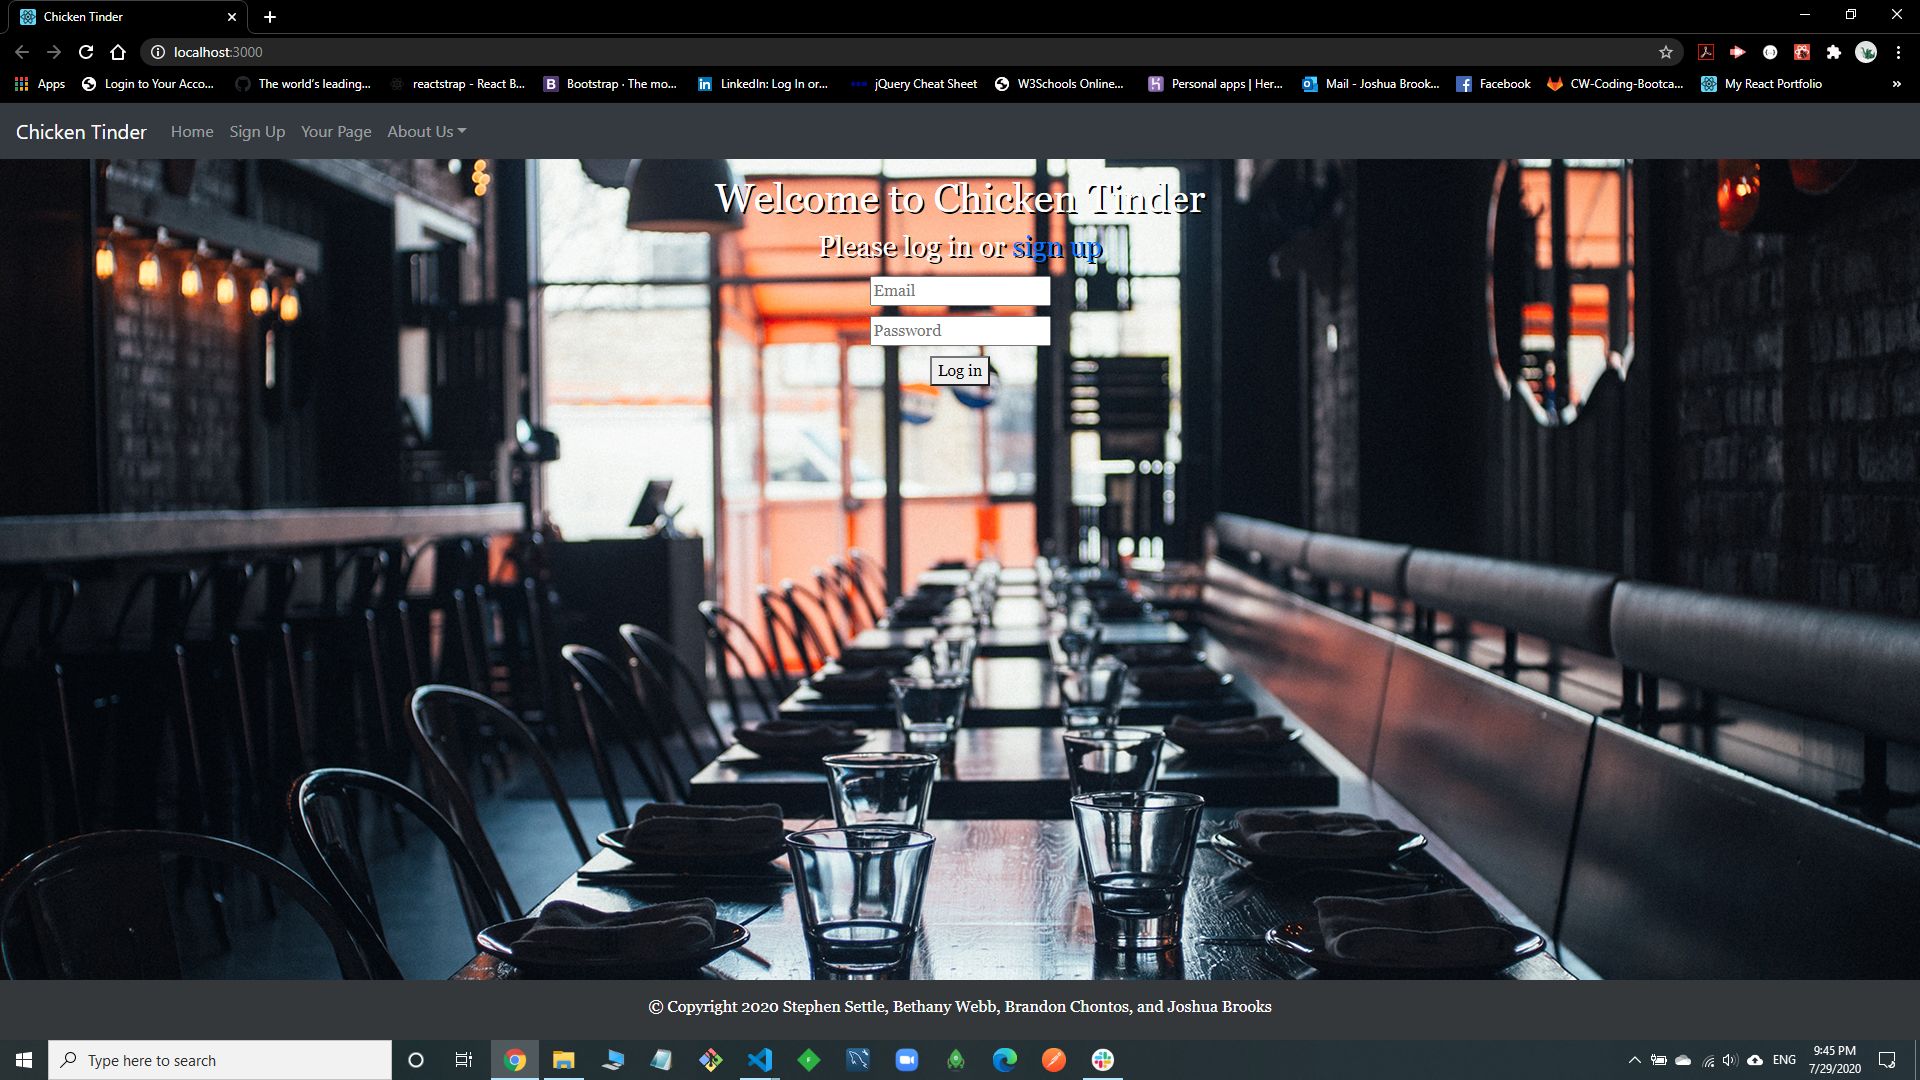 Chicken Tinder
localhost:3000
Apps
Login to Your Acco...
The world's leading...
reactstrap - React B...
Bootstrap · The mo...
LinkedIn: Log In or...
jQuery Cheat Sheet
W3Schools Online...
Personal apps | Her...
Mail - Joshua Brook...
Facebook
CW-Coding-Bootca...
My React Portfolio
»
Chicken Tinder
Home
Sign Up
Your Page
About Us
Welcome to Chicken Tinder
Please log in or sign up
Email
Password
Log in
© Copyright 2020 Stephen Settle, Bethany Webb, Brandon Chontos, and Joshua Brooks
Type here to search
ENG
9:45 PM
7/29/2020